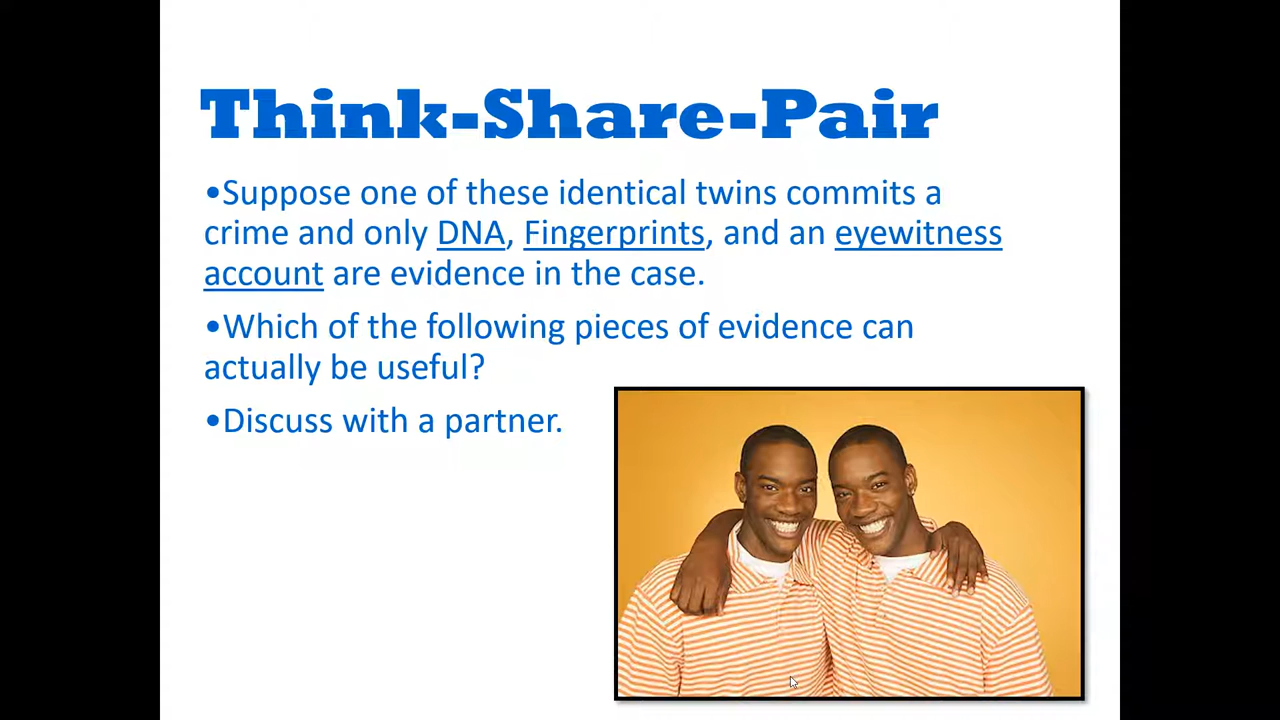 Think-Share-Pair
•Suppose one of these identical twins commits a
crime and only DNA, Fingerprints, and an eyewitness
account are evidence in the case.
•Which of the following pieces of evidence can
actually be useful?
•Discuss with a partner.